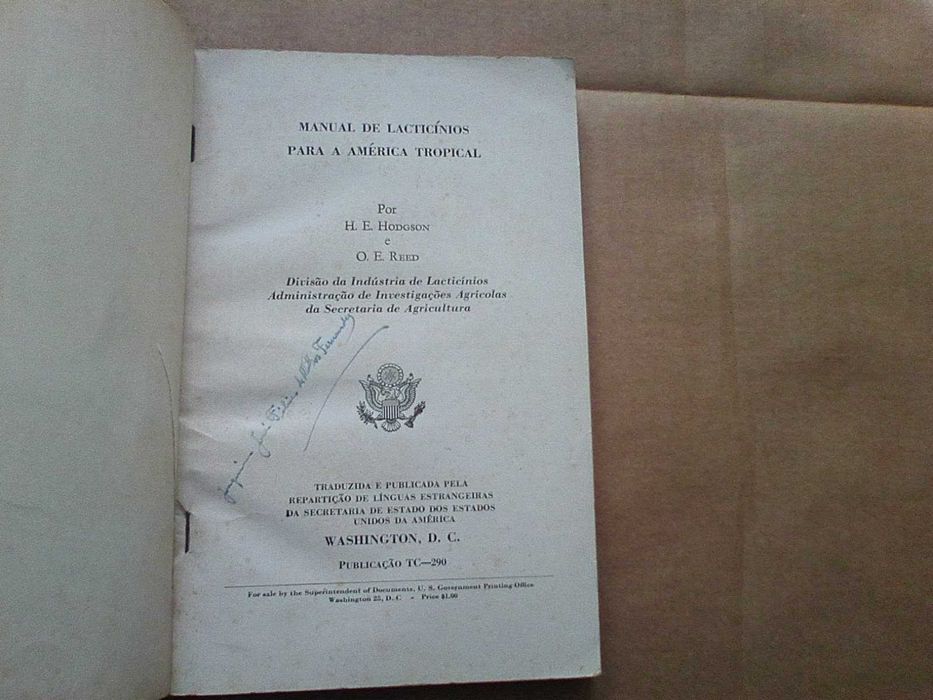 MANUAL DE LACTICÍNIOS
PARA A AMÉRICA TROPICAL
Por
H. E. HODGSON
e
O. E. REED
Divisão da Indústria de Lacticínios
Administração de Investigações Agrícolas
da Secretaria de Agricultura
José
Fernandes
TRADUZIDA E PUBLICADA PELA
REPARTIÇÃO DE LÍNGUAS ESTRANGEIRAS
DA SECRETARIA DE ESTADO DOS ESTADOS
UNIDOS DA AMÉRICA
WASHINGTON, D. C.
PUBLICAÇÃO TC—290
For sale by the Superintendent of Documents, U. S. Government Printing Office
Washington 25, D. C. - Price $1.00